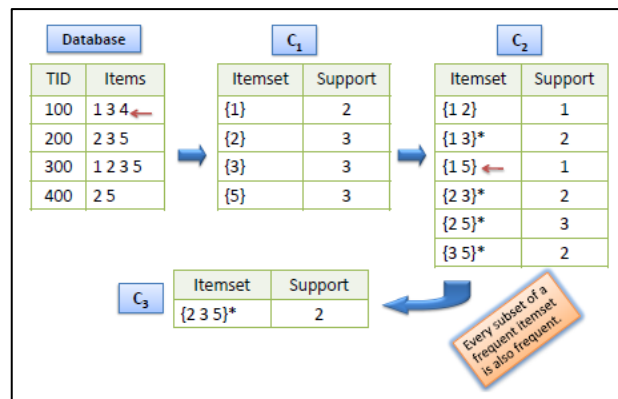 Database
TID Items
100 1 3 4
200 2 3 5
300 1 2 3 5
400 2 5
C1
Itemset Support
{1} 2
{2} 3
{3} 3
{5} 3
C2
Itemset Support
{1 2} 1
{1 3}* 2
{1 5} 1
{2 3}* 2
{2 5}* 3
{3 5}* 2
C3
Itemset Support
{2 3 5}* 2
Every subset of a
frequent itemset
is also frequent.